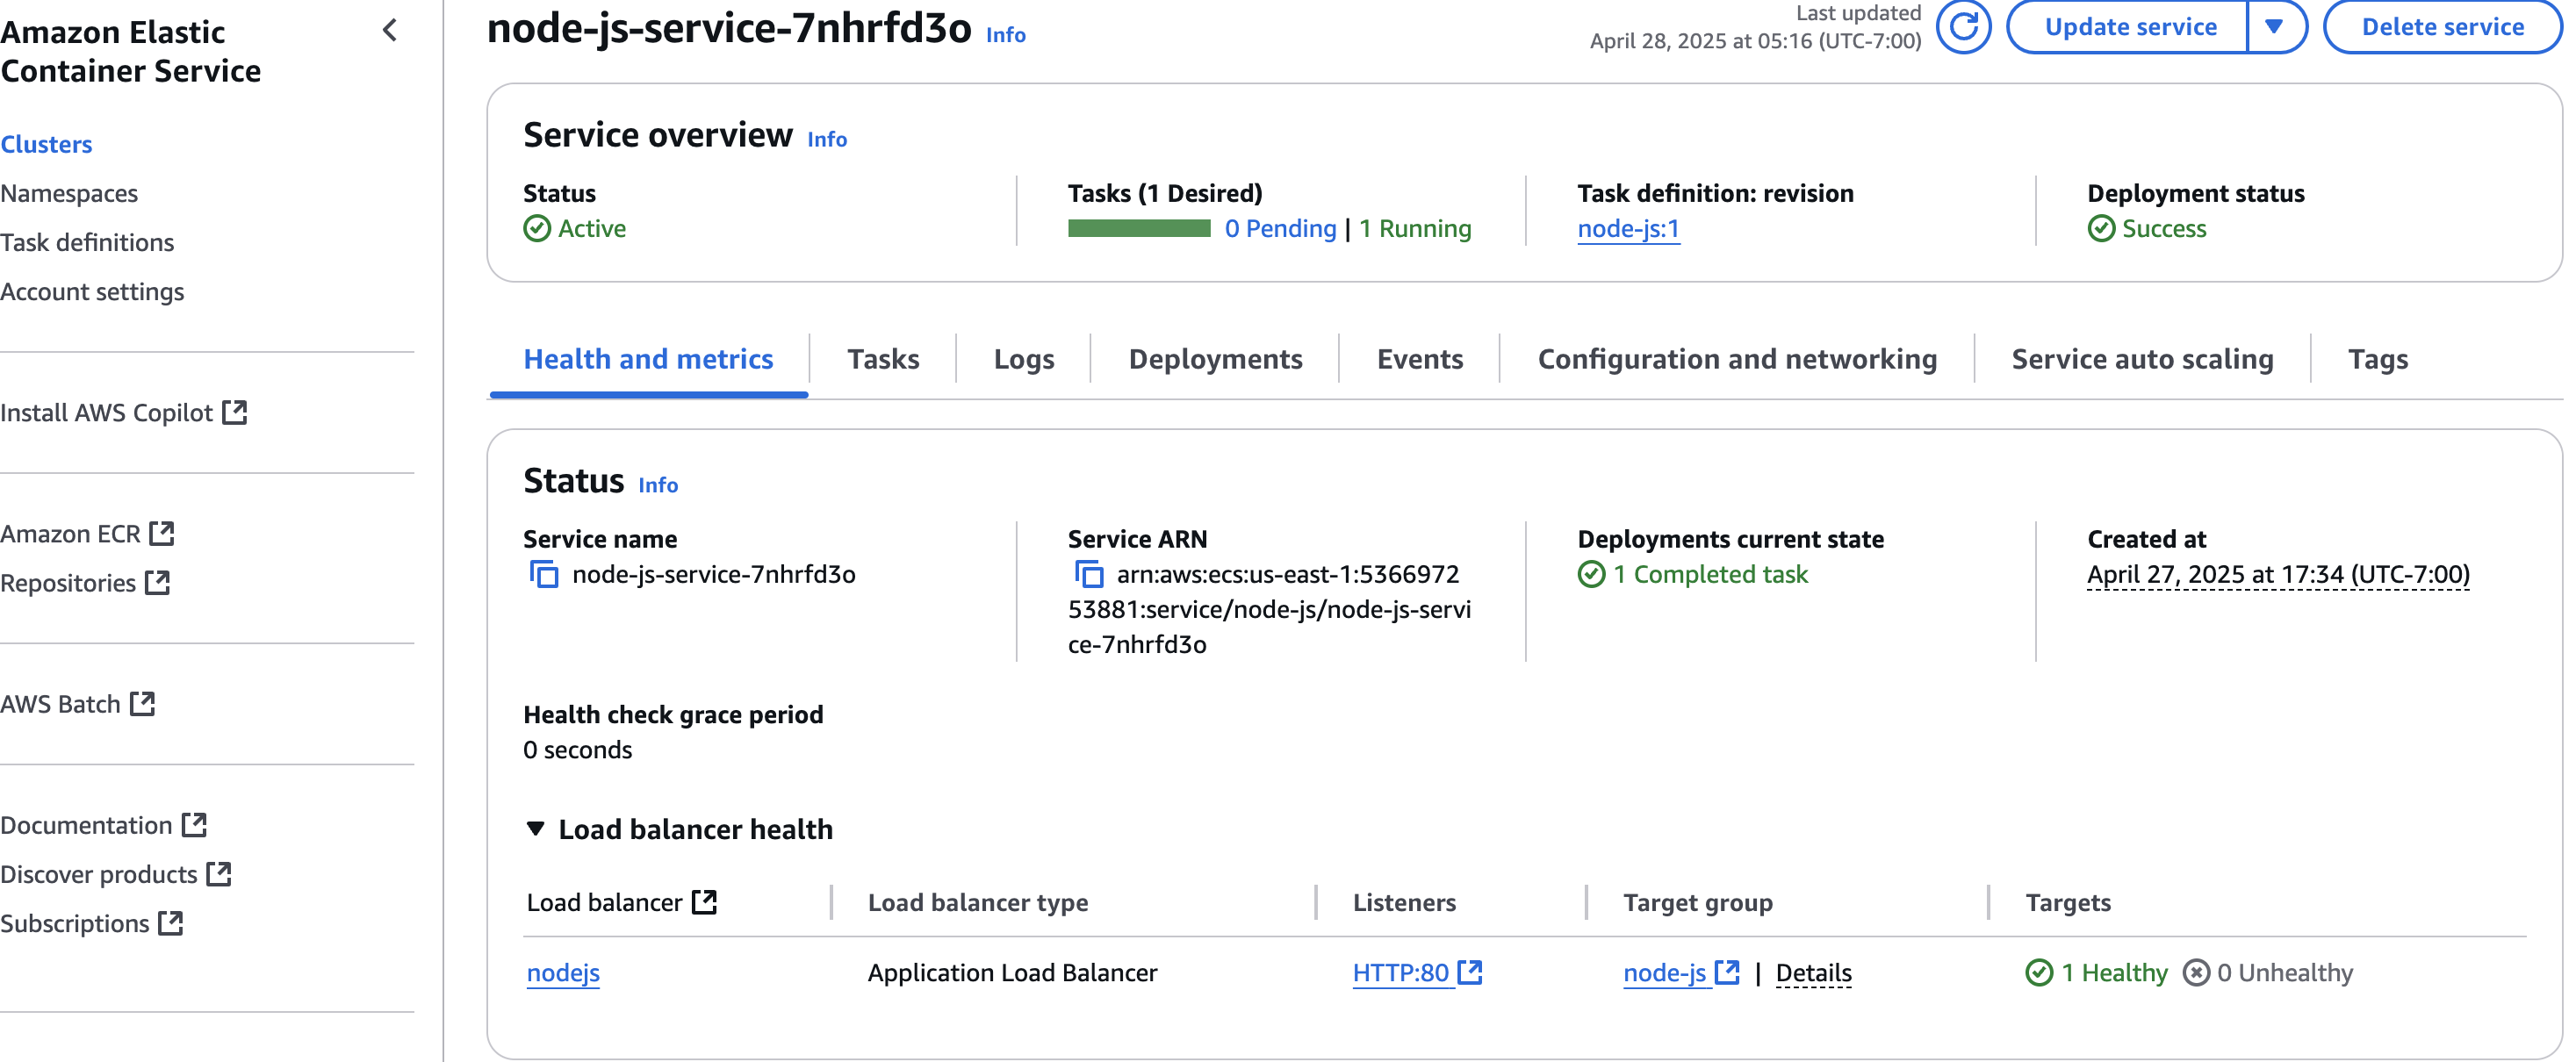 Amazon Elastic
Container Service
Clusters
Namespaces
Task definitions
Account settings
Install AWS Copilot
Amazon ECR
Repositories
AWS Batch
Documentation
Discover products
Subscriptions
node-js-service-7nhrfd3o Info
Last updated
April 28, 2025 at 05:16 (UTC-7:00)
Update service
Delete service
Service overview Info
Status
Active
Tasks (1 Desired)
0 Pending | 1 Running
Task definition: revision
node-js:1
Deployment status
Success
Health and metrics
Tasks
Logs
Deployments
Events
Configuration and networking
Service auto scaling
Tags
Status Info
Service name
node-js-service-7nhrfd3o
Service ARN
arn:aws:ecs:us-east-1:5366972
53881:service/node-js/node-js-servi
ce-7nhrfd3o
Deployments current state
1 Completed task
Created at
April 27, 2025 at 17:34 (UTC-7:00)
Health check grace period
0 seconds
Load balancer health
Load balancer
Load balancer type
Listeners
Target group
Targets
nodejs
Application Load Balancer
HTTP:80
node-js | Details
1 Healthy 0 Unhealthy